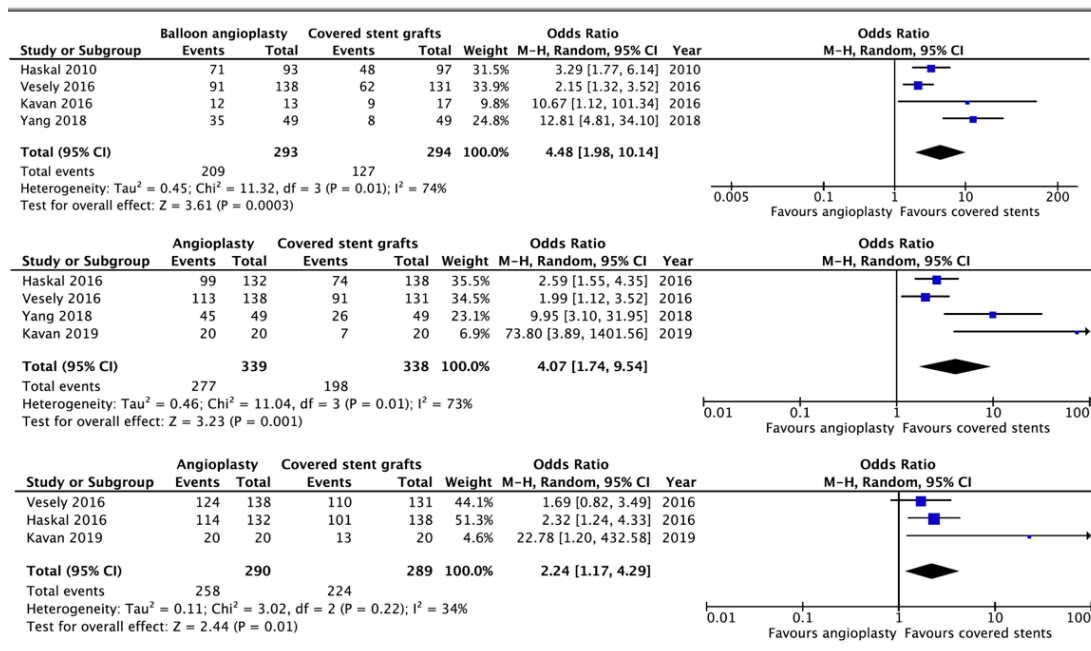 Balloon angioplasty Covered stent grafts Odds Ratio Odds Ratio
Study or Subgroup Events Total Events Total Weight M-H, Random, 95% CI Year M-H, Random, 95% CI
Haskal 2010 71 93 48 97 31.5% 3.29 [1.77, 6.14] 2010
Vesely 2016 91 138 62 131 33.9% 2.15 [1.32, 3.52] 2016
Kavan 2016 12 13 9 17 9.8% 10.67 [1.12, 101.34] 2016
Yang 2018 35 49 8 49 24.8% 12.81 [4.81, 34.10] 2018
Total (95% CI) 293 294 100.0% 4.48 [1.98, 10.14]
Total events 209 127
Heterogeneity: Tau² = 0.45; Chi² = 11.32, df = 3 (P = 0.01); I² = 74%
Test for overall effect: Z = 3.61 (P = 0.0003)
0.005 0.1 1 10 200
Favours angioplasty Favours covered stents
Angioplasty Covered stent grafts Odds Ratio Odds Ratio
Study or Subgroup Events Total Events Total Weight M-H, Random, 95% CI Year M-H, Random, 95% CI
Haskal 2016 99 132 74 138 35.5% 2.59 [1.55, 4.35] 2016
Vesely 2016 113 138 91 131 34.5% 1.99 [1.12, 3.52] 2016
Yang 2018 45 49 26 49 23.1% 9.95 [3.10, 31.95] 2018
Kavan 2019 20 20 7 20 6.9% 73.80 [3.89, 1401.56] 2019
Total (95% CI) 339 338 100.0% 4.07 [1.74, 9.54]
Total events 277 198
Heterogeneity: Tau² = 0.46; Chi² = 11.04, df = 3 (P = 0.01); I² = 73%
Test for overall effect: Z = 3.23 (P = 0.001)
0.01 0.1 1 10 100
Favours angioplasty Favours covered stents
Angioplasty Covered stent grafts Odds Ratio Odds Ratio
Study or Subgroup Events Total Events Total Weight M-H, Random, 95% CI Year M-H, Random, 95% CI
Vesely 2016 124 138 110 131 44.1% 1.69 [0.82, 3.49] 2016
Haskal 2016 114 132 101 138 51.3% 2.32 [1.24, 4.33] 2016
Kavan 2019 20 20 13 20 4.6% 22.78 [1.20, 432.58] 2019
Total (95% CI) 290 289 100.0% 2.24 [1.17, 4.29]
Total events 258 224
Heterogeneity: Tau² = 0.11; Chi² = 3.02, df = 2 (P = 0.22); I² = 34%
Test for overall effect: Z = 2.44 (P = 0.01)
0.01 0.1 1 10 100
Favours angioplasty Favours covered stents